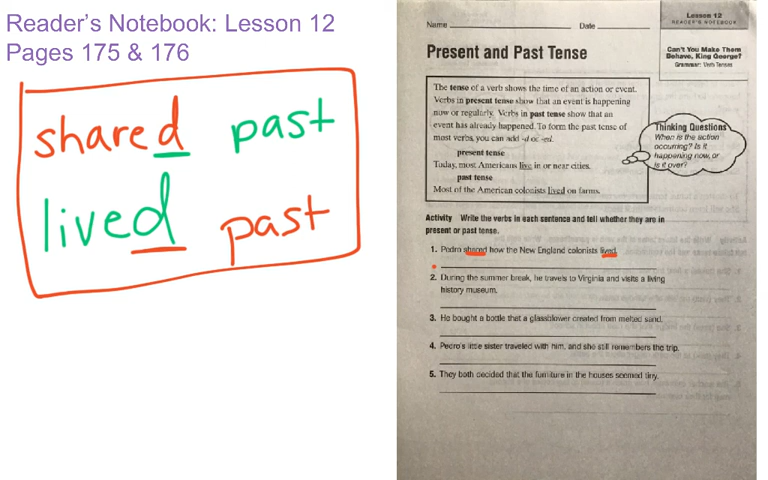 Reader's Notebook: Lesson 12
Pages 175 & 176
shared past
lived past
Name Date
Lesson 12
READER'S NOTEBOOK
Present and Past Tense
Can't You Make Them
Behave, King George?
Grammar: Verb Tenses
The tense of a verb shows the time of an action or event.
Verbs in present tense show that an event is happening
now or regularly. Verbs in past tense show that an
event has already happened. To form the past tense of
most verbs, you can add -d or -ed.
present tense
Today, most Americans live in or near cities.
past tense
Most of the American colonists lived on farms.
Thinking Questions
When is the action
occurring? Is it
happening now, or
is it over?
Activity Write the verbs in each sentence and tell whether they are in
present or past tense.
1. Pedro shared how the New England colonists lived.
2. During the summer break, he travels to Virginia and visits a living
history museum.
3. He bought a bottle that a glassblower created from melted sand.
4. Pedro's little sister traveled with him, and she still remembers the trip.
5. They both decided that the furniture in the houses seemed tiny.